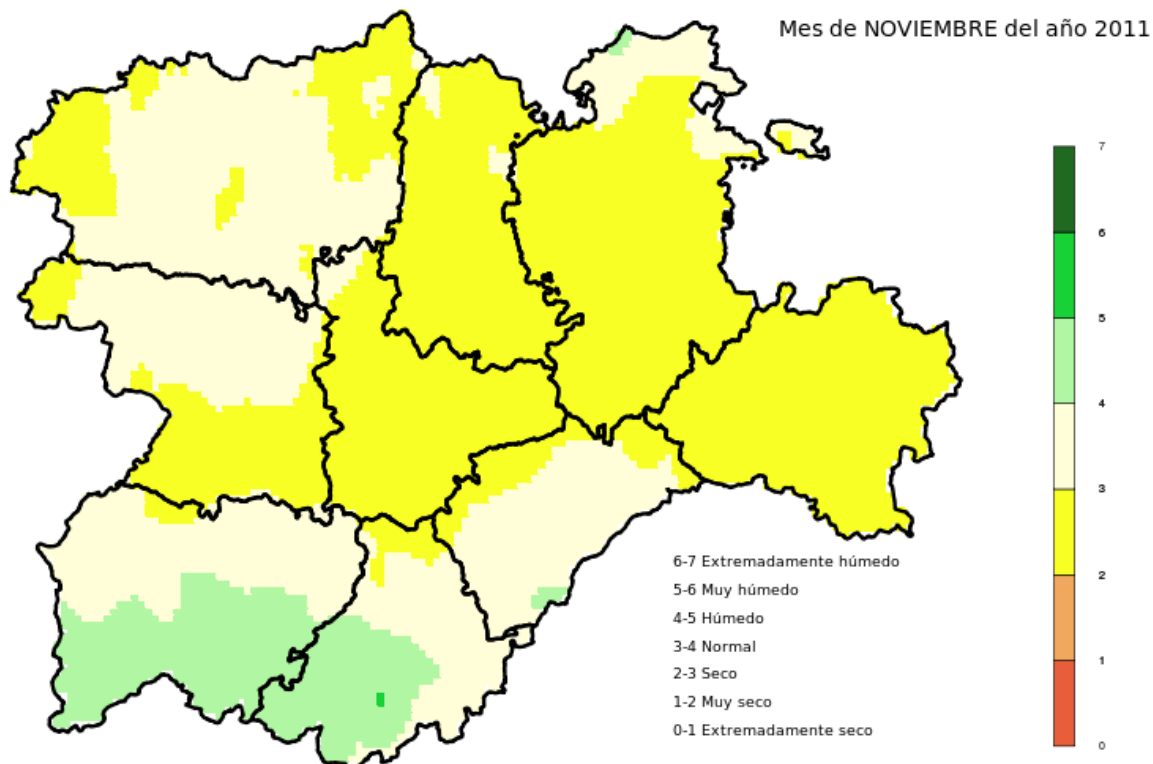 Mes de NOVIEMBRE del año 2011
7
6
5
4
3
2
1
0
6-7 Extremadamente húmedo
5-6 Muy húmedo
4-5 Húmedo
3-4 Normal
2-3 Seco
1-2 Muy seco
0-1 Extremadamente seco